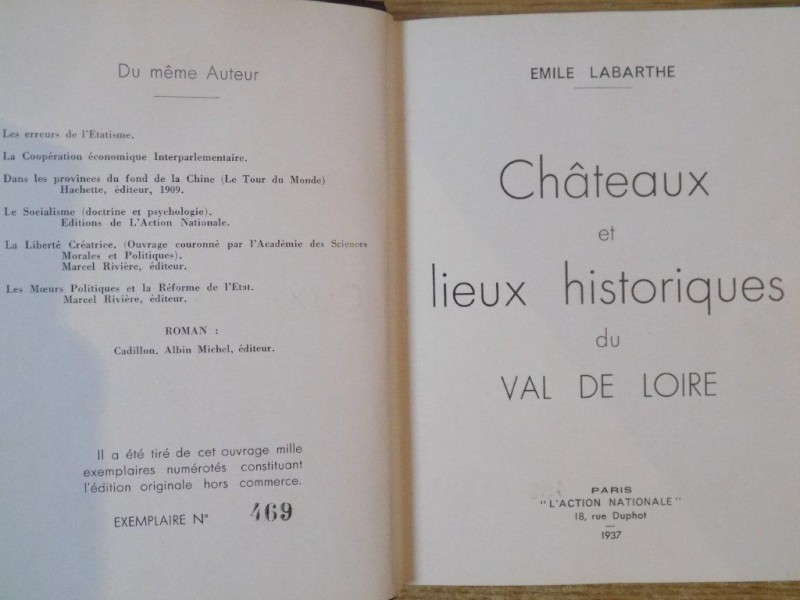 Du même Auteur
Les erreurs de l'Etatisme.
La Coopération économique Interparlementaire.
Dans les provinces du fond de la Chine (Le Tour du Monde)
Hachette, éditeur, 1909.
Le Socialisme (doctrine et psychologie).
Editions de L'Action Nationale.
La Liberté Créatrice. (Ouvrage couronné par l'Académie des Sciences
Morales et Politiques).
Marcel Rivière, éditeur.
Les Mœurs Politiques et la Réforme de l'Etat.
Marcel Rivière, éditeur.
ROMAN :
Cadillon. Albin Michel, éditeur.
Il a été tiré de cet ouvrage mille
exemplaires numérotés constituant
l'édition originale hors commerce.
EXEMPLAIRE N° 469
EMILE LABARTHE
Châteaux
et
lieux historiques
du
VAL DE LOIRE
PARIS
"L'ACTION NATIONALE"
18, rue Duphot
1937